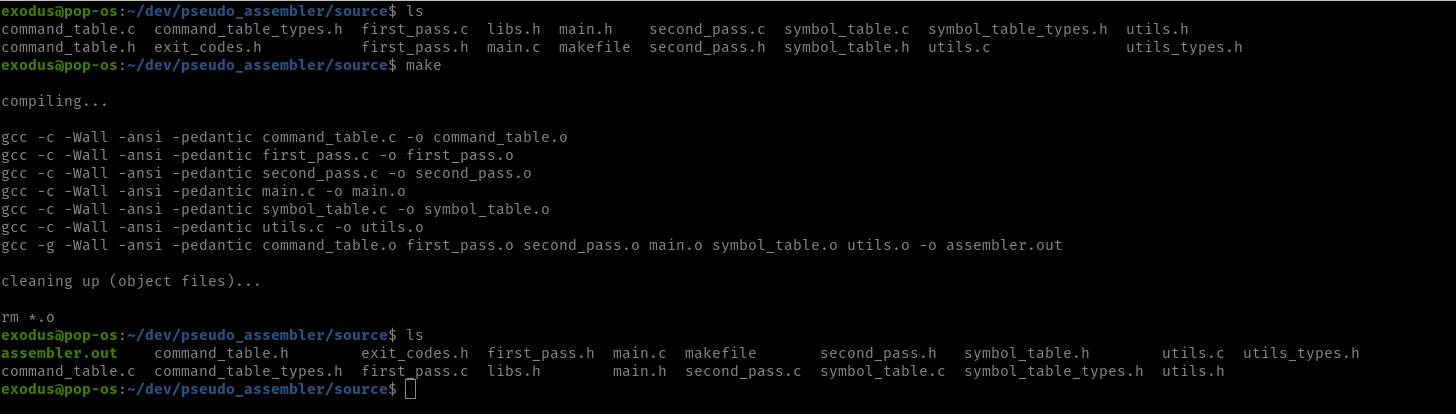 exodus@pop-os:~/dev/pseudo_assembler/source$ ls
command_table.c  command_table_types.h  first_pass.c  libs.h  main.h    second_pass.c  symbol_table.c  symbol_table_types.h  utils.h
command_table.h  exit_codes.h           first_pass.h  main.c  makefile  second_pass.h  symbol_table.h  utils.c               utils_types.h
exodus@pop-os:~/dev/pseudo_assembler/source$ make
compiling...
gcc -c -Wall -ansi -pedantic command_table.c -o command_table.o
gcc -c -Wall -ansi -pedantic first_pass.c -o first_pass.o
gcc -c -Wall -ansi -pedantic second_pass.c -o second_pass.o
gcc -c -Wall -ansi -pedantic main.c -o main.o
gcc -c -Wall -ansi -pedantic symbol_table.c -o symbol_table.o
gcc -c -Wall -ansi -pedantic utils.c -o utils.o
gcc -g -Wall -ansi -pedantic command_table.o first_pass.o second_pass.o main.o symbol_table.o utils.o -o assembler.out
cleaning up (object files)...
rm *.o
exodus@pop-os:~/dev/pseudo_assembler/source$ ls
assembler.out    command_table.h        exit_codes.h  first_pass.h  main.c  makefile       second_pass.h   symbol_table.h        utils.c  utils_types.h
command_table.c  command_table_types.h  first_pass.c  libs.h        main.h  second_pass.c  symbol_table.c  symbol_table_types.h  utils.h
exodus@pop-os:~/dev/pseudo_assembler/source$